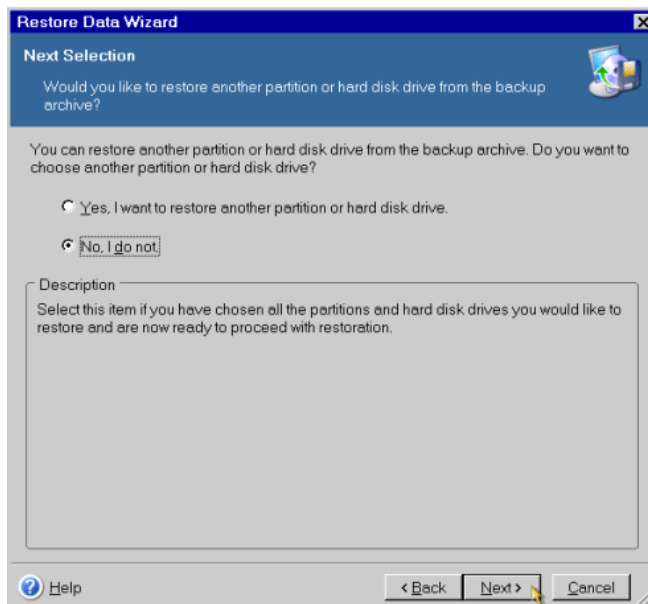 Restore Data Wizard
Next Selection
Would you like to restore another partition or hard disk drive from the backup
archive?
You can restore another partition or hard disk drive from the backup archive. Do you want to
choose another partition or hard disk drive?
Yes, I want to restore another partition or hard disk drive.
No, I do not.
Description
Select this item if you have chosen all the partitions and hard disk drives you would like to
restore and are now ready to proceed with restoration.
Help
< Back
Next >
Cancel